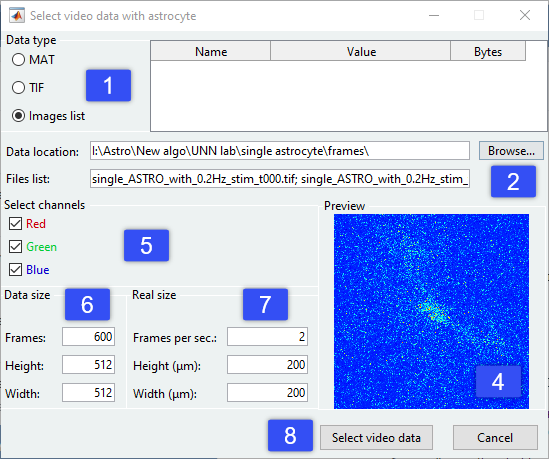 Select video data with astrocyte
Data type
MAT
TIF
Images list
1
Name Value Bytes
Data location: I:\Astro\New algo\UNN lab\single astrocyte\frames\ Browse...
Files list: single_ASTRO_with_0.2Hz_stim_t000.tif; single_ASTRO_with_0.2Hz_stim_ 2
Select channels
Red
Green
Blue
5
Preview
4
Data size 6
Frames: 600
Height: 512
Width: 512
Real size 7
Frames per sec.: 2
Height (µm): 200
Width (µm): 200
8 Select video data Cancel